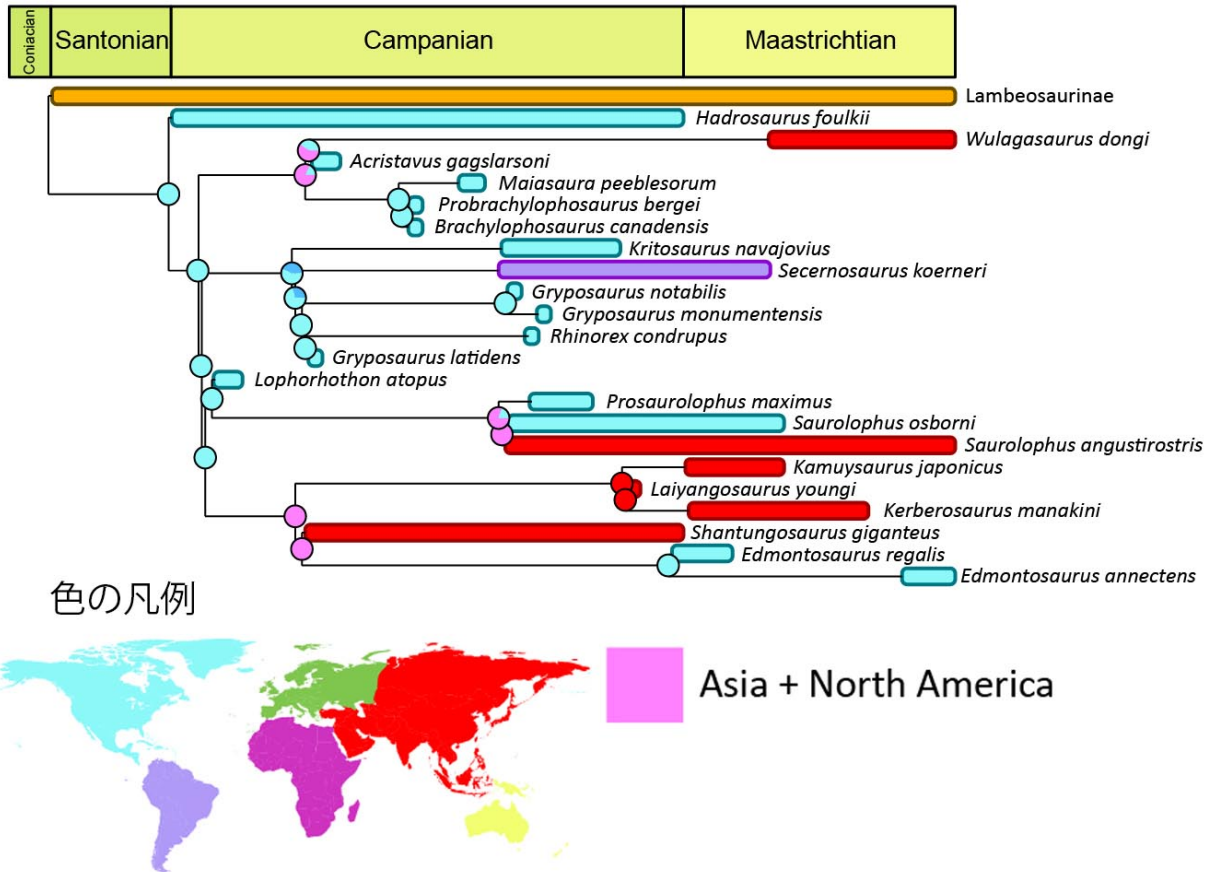 Coniacian
Santonian
Campanian
Maastrichtian
Lambeosaurinae
Hadrosaurus foulkii
Wulagasaurus dongi
Acristavus gagslarsoni
Maiasaura peeblesorum
Probrachylophosaurus bergei
Brachylophosaurus canadensis
Kritosaurus navajovius
Secernosaurus koerneri
Gryposaurus notabilis
Gryposaurus monumentensis
Rhinorex condrupus
Gryposaurus latidens
Lophorhothon atopus
Prosaurolophus maximus
Saurolophus osborni
Saurolophus angustirostris
Kamuysaurus japonicus
Laiyangosaurus youngi
Kerberosaurus manakini
Shantungosaurus giganteus
Edmontosaurus regalis
Edmontosaurus annectens
色の凡例
Asia + North America